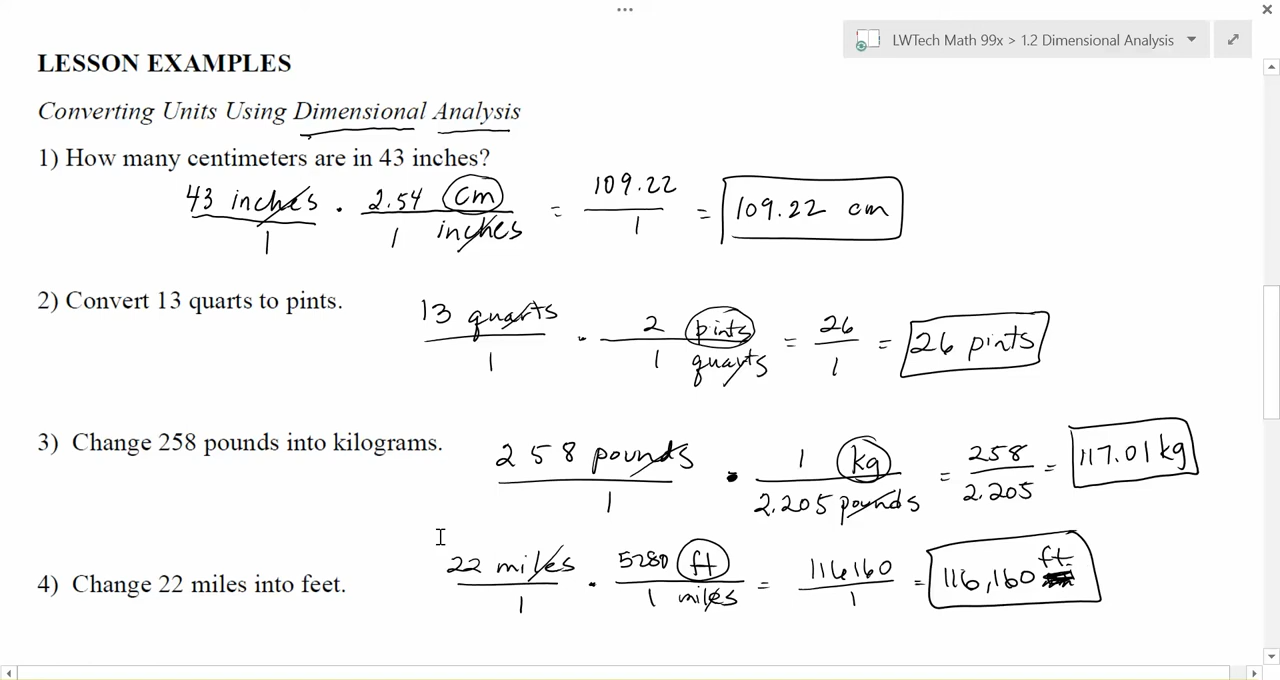 ...
LWTech Math 99x > 1.2 Dimensional Analysis
LESSON EXAMPLES
Converting Units Using Dimensional Analysis
1) How many centimeters are in 43 inches?
43 inches / 1 · 2.54 cm / 1 inches = 109.22 / 1 = 109.22 cm
2) Convert 13 quarts to pints.
13 quarts / 1 · 2 pints / 1 quarts = 26 / 1 = 26 pints
3) Change 258 pounds into kilograms.
258 pounds / 1 · 1 kg / 2.205 pounds = 258 / 2.205 = 117.01 kg
4) Change 22 miles into feet.
22 miles / 1 · 5280 ft / 1 miles = 116160 / 1 = 116,160 ft.